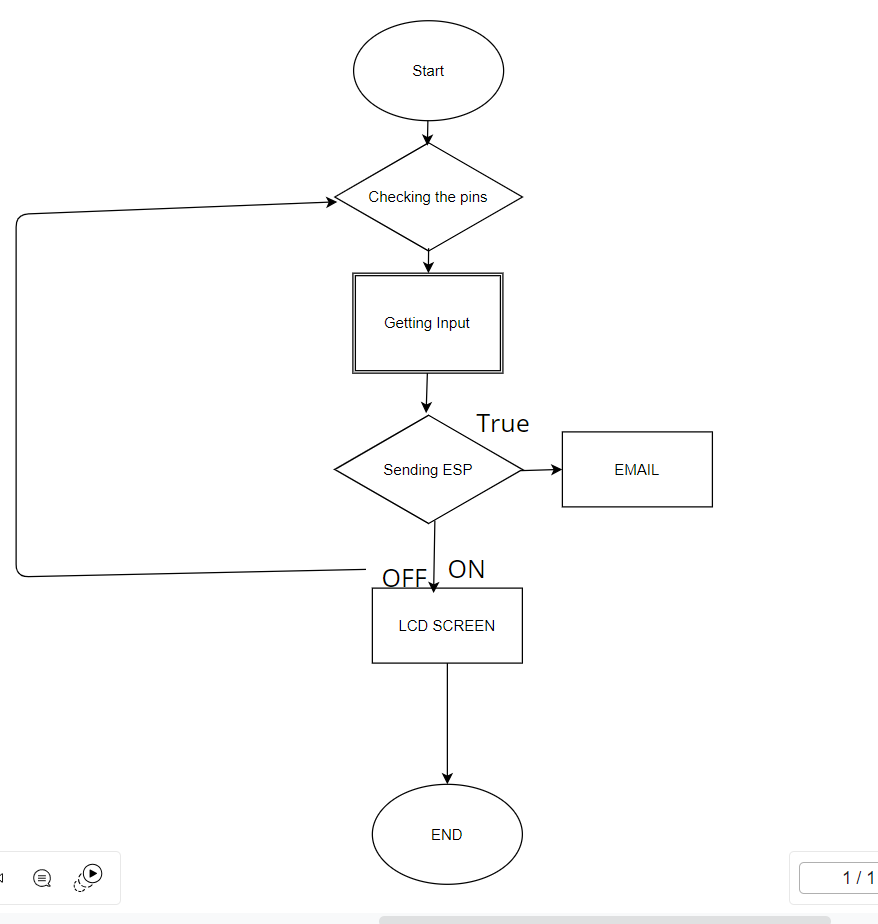 Start
Checking the pins
Getting Input
True
Sending ESP
EMAIL
OFF
ON
LCD SCREEN
END
1 / 1